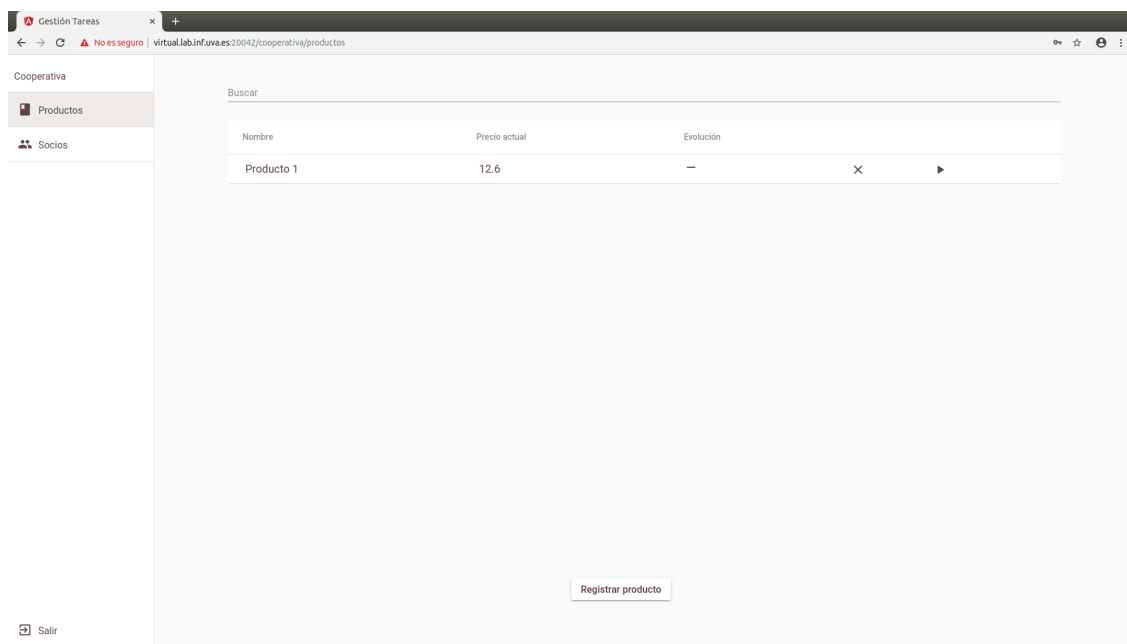 Gestión Tareas
No es seguro | virtual.lab.inf.uva.es:20042/cooperativa/productos
Cooperativa
Productos
Socios
Buscar
Nombre Precio actual Evolución
Producto 1 12.6 —
Registrar producto
Salir